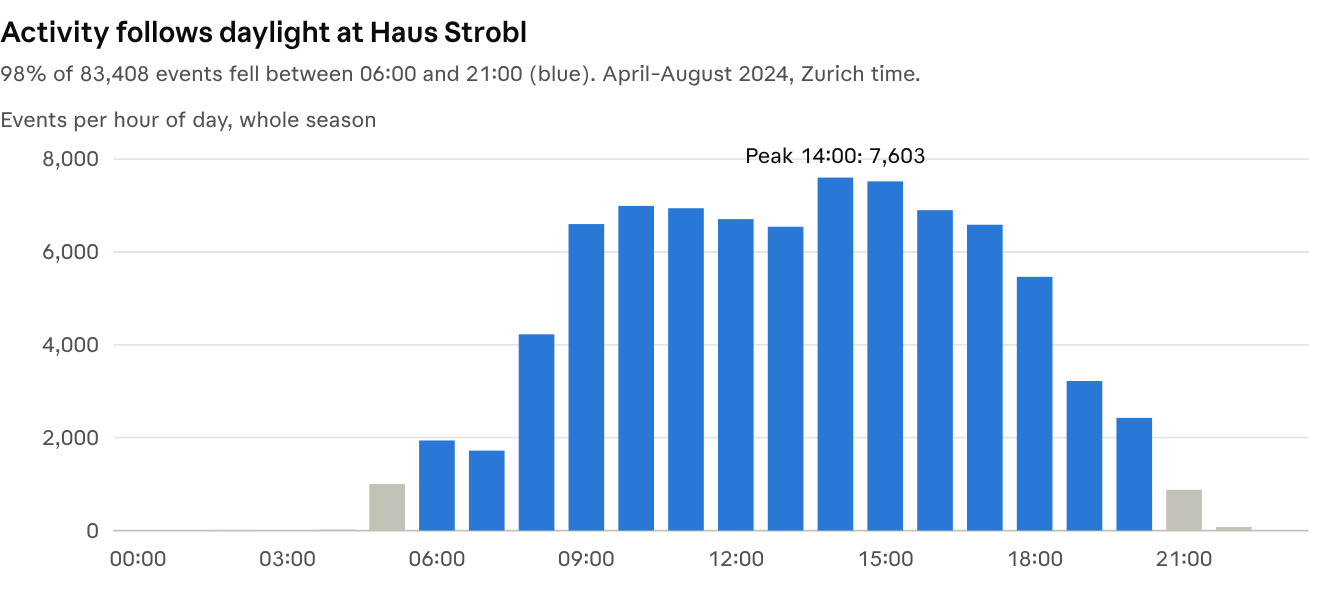 Activity follows daylight at Haus Strobl
98% of 83,408 events fell between 06:00 and 21:00 (blue). April–August 2024, Zurich time.
Events per hour of day, whole season
Peak 14:00: 7,603
8,000
6,000
4,000
2,000
0
00:00 03:00 06:00 09:00 12:00 15:00 18:00 21:00